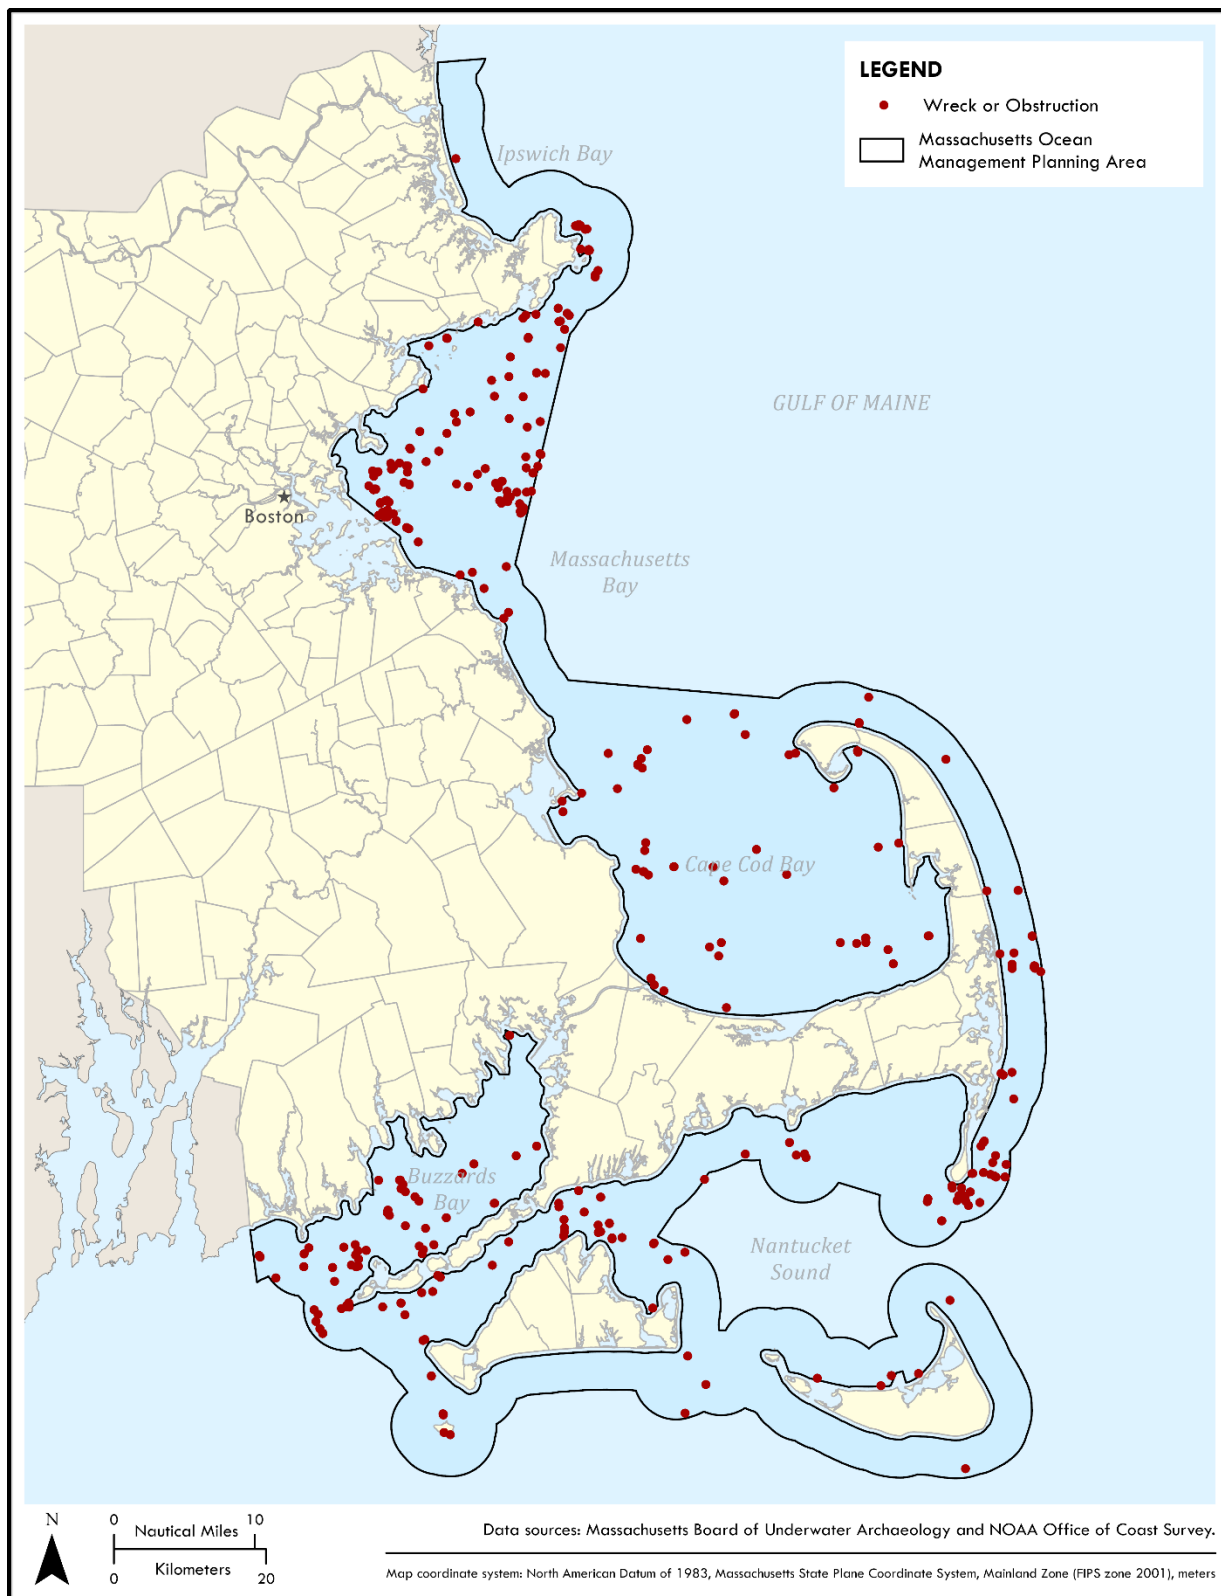 LEGEND
Wreck or Obstruction
Massachusetts Ocean
Management Planning Area
Ipswich Bay
GULF OF MAINE
Boston
Massachusetts
Bay
Cape Cod Bay
Buzzards
Bay
Nantucket
Sound
N
0 10
Nautical Miles
Kilometers
0 20
Data sources: Massachusetts Board of Underwater Archaeology and NOAA Office of Coast Survey.
Map coordinate system: North American Datum of 1983, Massachusetts State Plane Coordinate System, Mainland Zone (FIPS zone 2001), meters